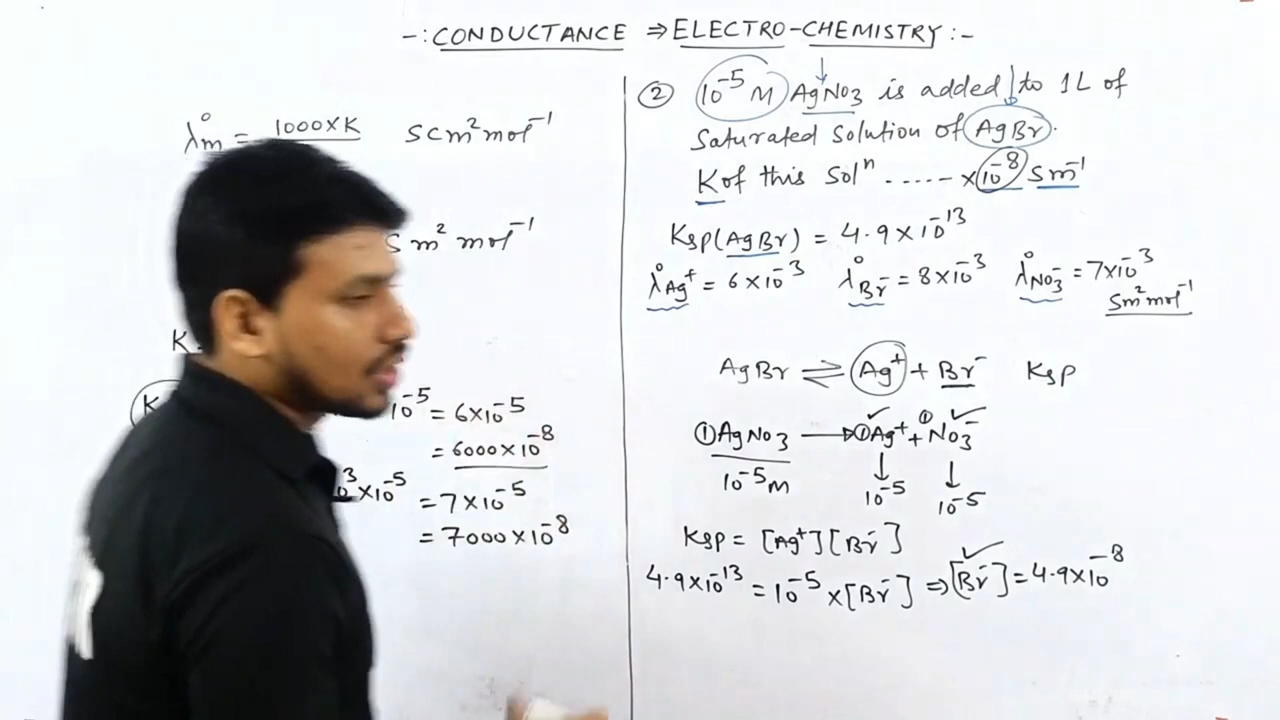 -:CONDUCTANCE ⇒ ELECTRO-CHEMISTRY:-
λ°m = 1000×K Scm²mol⁻¹
Sm²mol⁻¹
K
K
10⁻⁵ = 6×10⁻⁵
= 6000×10⁻⁸
×10⁻⁵ = 7×10⁻⁵
= 7000×10⁻⁸
② 10⁻⁵ M AgNO₃ is added to 1L of
Saturated Solution of AgBr.
K of this Solⁿ ..... ×10⁻⁸ Sm⁻¹
Ksp(AgBr) = 4.9×10⁻¹³
λ°Ag⁺ = 6×10⁻³ λ°Br⁻ = 8×10⁻³ λ°NO₃⁻ = 7×10⁻³
Sm²mol⁻¹
AgBr ⇌ Ag⁺ + Br⁻ Ksp
①AgNO₃ → ①Ag⁺ + ①NO₃⁻
10⁻⁵M 10⁻⁵ 10⁻⁵
Ksp = [Ag⁺][Br⁻]
4.9×10⁻¹³ = 10⁻⁵ × [Br⁻] ⇒ [Br⁻] = 4.9×10⁻⁸